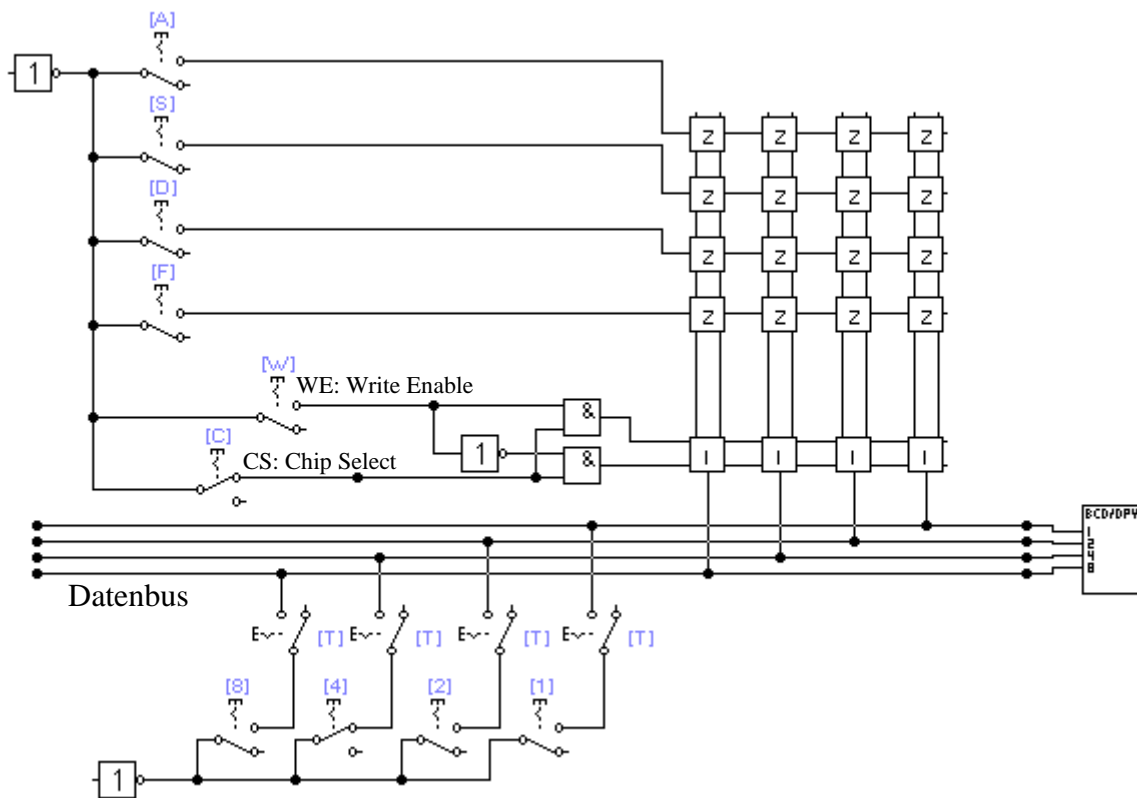 [A]
1
[S]
Z Z Z Z
[D]
Z Z Z Z
Z Z Z Z
[F]
Z Z Z Z
[W]
WE: Write Enable
&
[C]
1
&
CS: Chip Select
I I I I
BCD/DPY
1
2
4
8
Datenbus
E [T] E [T] E [T] E [T]
[8] [4] [2] [1]
1